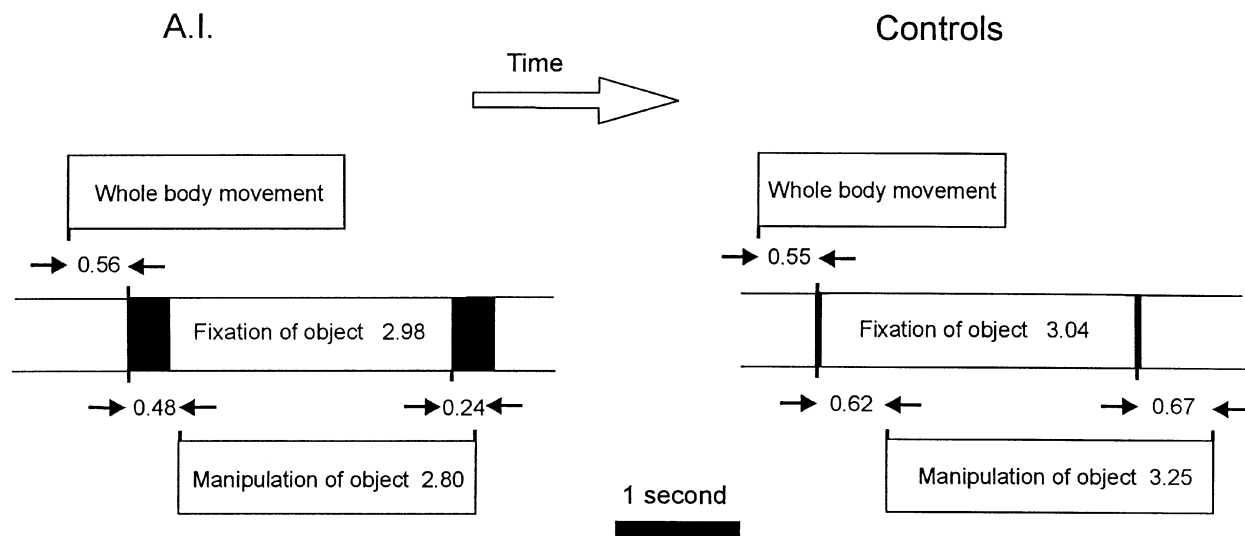 A.I.
Controls
Time
Whole body movement
Whole body movement
0.56
0.55
Fixation of object 2.98
Fixation of object 3.04
0.48
0.24
0.62
0.67
Manipulation of object 2.80
Manipulation of object 3.25
1 second